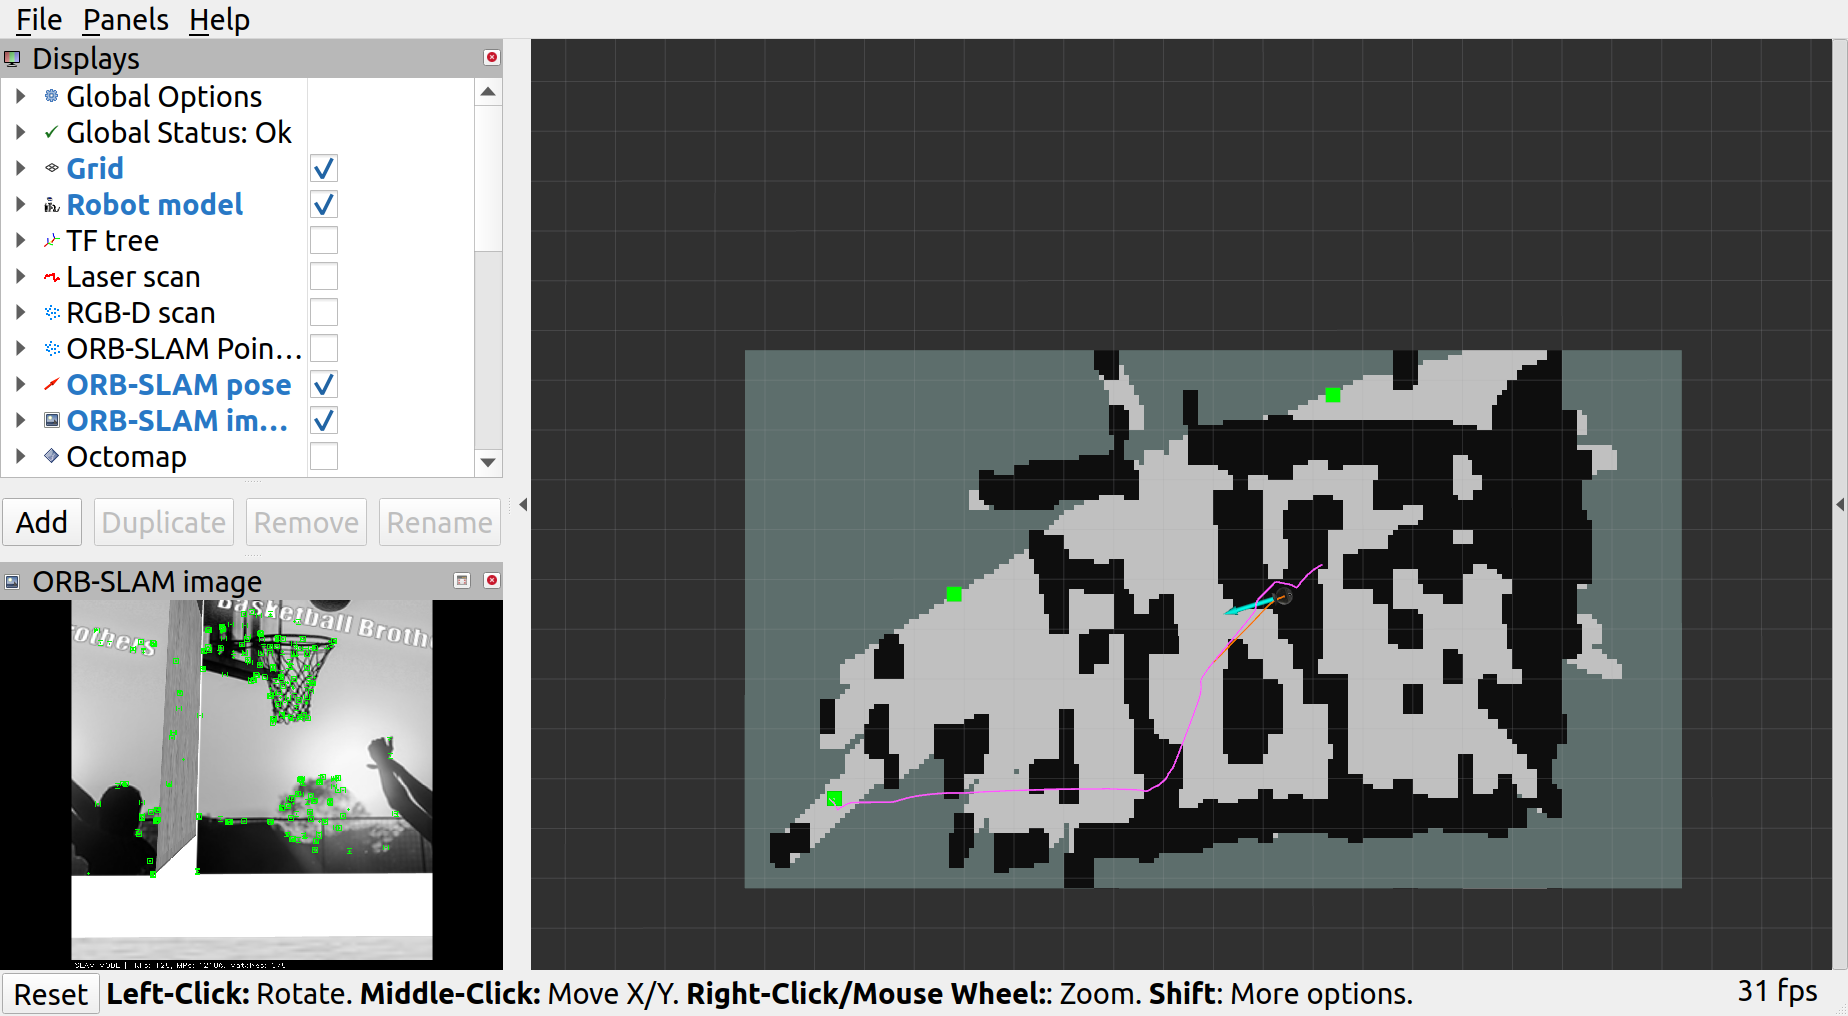 File Panels Help
Displays
Global Options
Global Status: Ok
Grid
Robot model
TF tree
Laser scan
RGB-D scan
ORB-SLAM Poin...
ORB-SLAM pose
ORB-SLAM im...
Octomap
Add Duplicate Remove Rename
ORB-SLAM image
Basketball Broth
rothers
SLAM MODE |
Reset Left-Click: Rotate. Middle-Click: Move X/Y. Right-Click/Mouse Wheel:: Zoom. Shift: More options. 31 fps